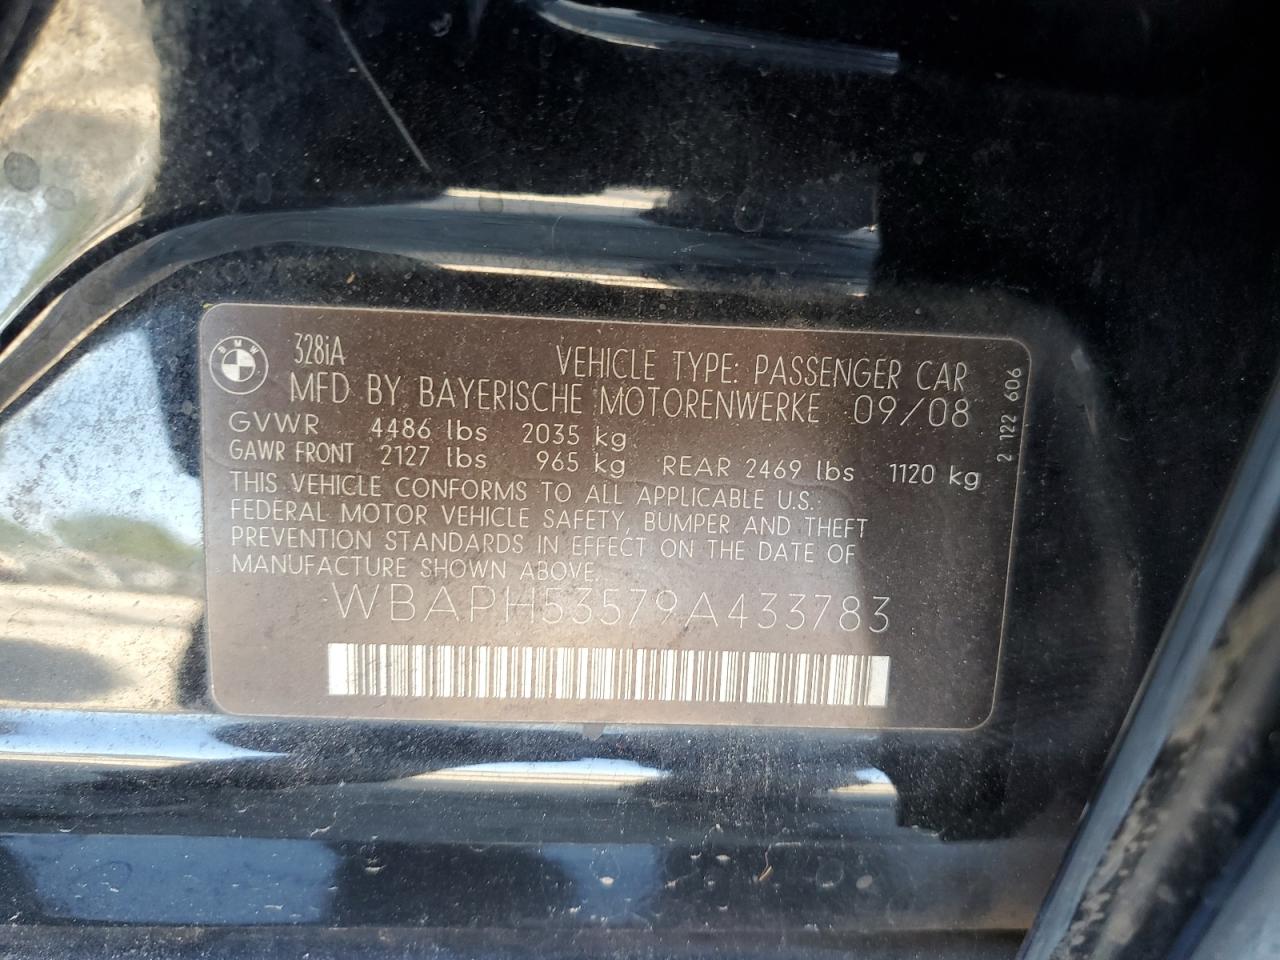 BMW
328iA VEHICLE TYPE: PASSENGER CAR
MFD BY BAYERISCHE MOTORENWERKE 09/08
GVWR 4486 lbs 2035 kg
GAWR FRONT 2127 lbs 965 kg REAR 2469 lbs 1120 kg
THIS VEHICLE CONFORMS TO ALL APPLICABLE U.S.
FEDERAL MOTOR VEHICLE SAFETY, BUMPER AND THEFT
PREVENTION STANDARDS IN EFFECT ON THE DATE OF
MANUFACTURE SHOWN ABOVE.
WBAPH53579A433783
2 122 606